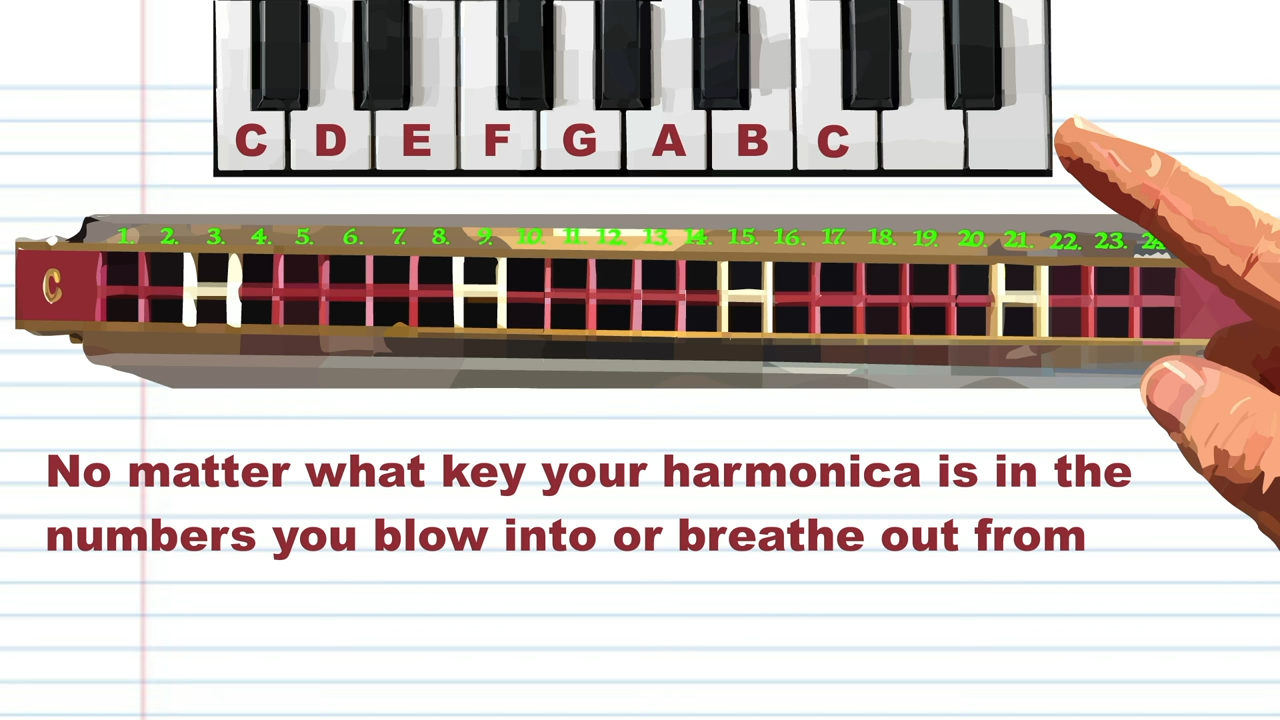 C D E F G A B C
1. 2. 3. 4. 5. 6. 7. 8. 9. 10. 11. 12. 13. 14. 15. 16. 17. 18. 19. 20. 21. 22. 23. 24
C
No matter what key your harmonica is in the
numbers you blow into or breathe out from